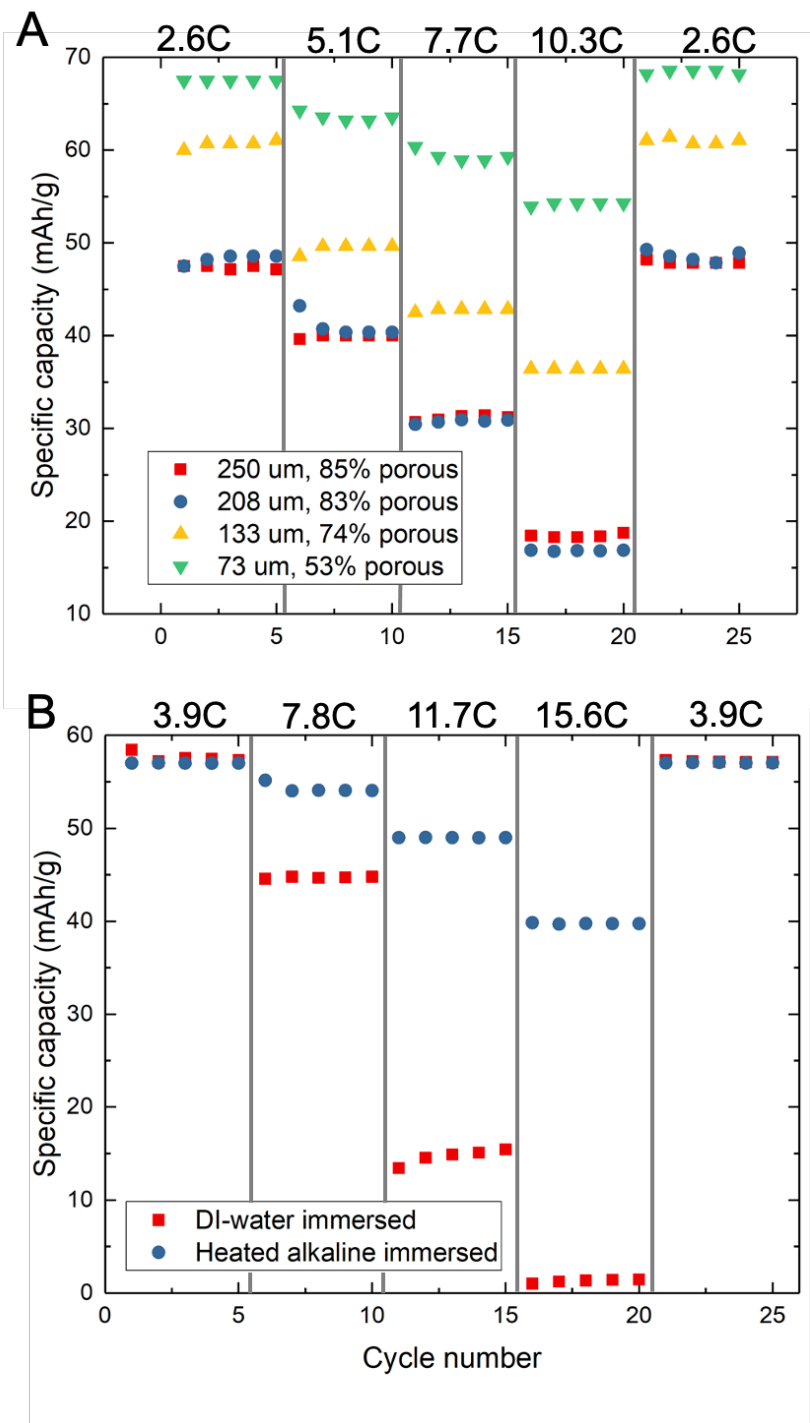 A
2.6C 5.1C 7.7C 10.3C 2.6C
70
60
50
40
30
20
10
Specific capacity (mAh/g)
250 um, 85% porous
208 um, 83% porous
133 um, 74% porous
73 um, 53% porous
0 5 10 15 20 25
B
3.9C 7.8C 11.7C 15.6C 3.9C
60
50
40
30
20
10
0
Specific capacity (mAh/g)
DI-water immersed
Heated alkaline immersed
0 5 10 15 20 25
Cycle number